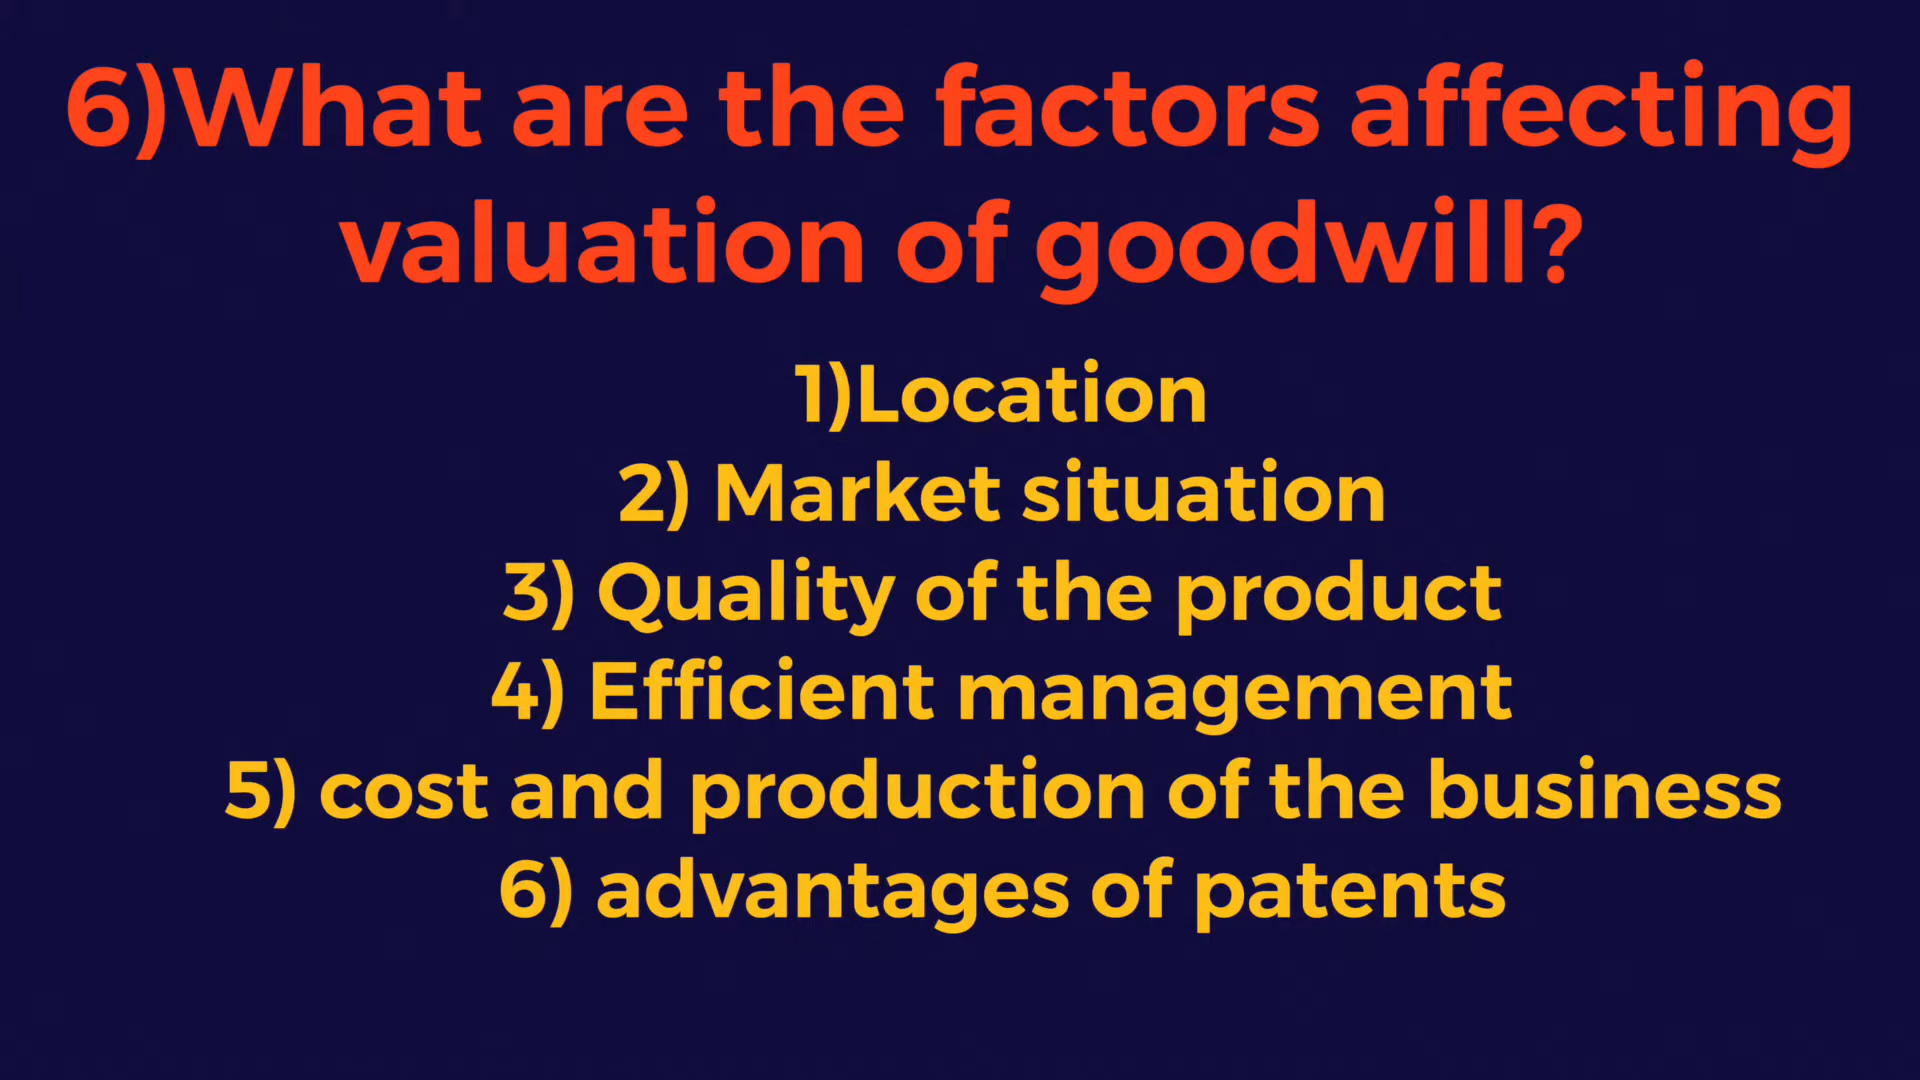 6)What are the factors affecting
valuation of goodwill?
1)Location
2) Market situation
3) Quality of the product
4) Efficient management
5) cost and production of the business
6) advantages of patents